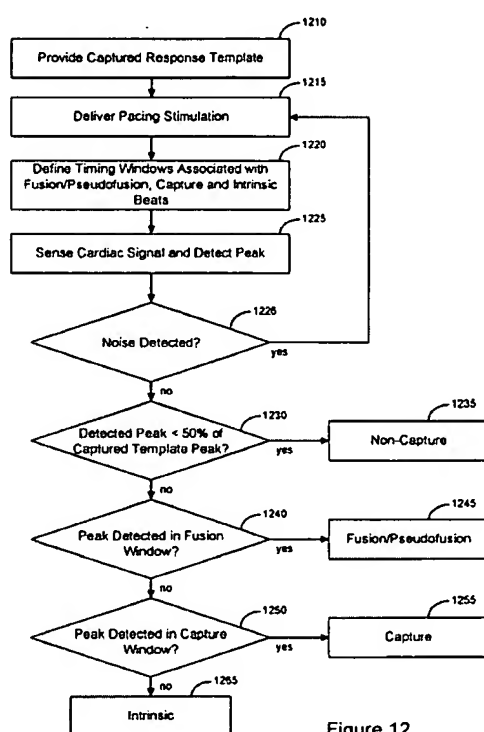 1210
Provide Captured Response Template
1215
Deliver Pacing Stimulation
1220
Define Timing Windows Associated with
Fusion/Pseudofusion, Capture and Intrinsic
Beats
1225
Sense Cardiac Signal and Detect Peak
1226
Noise Detected?
yes
no
1230
Detected Peak < 50% of
Captured Template Peak?
yes
1235
Non-Capture
no
1240
Peak Detected in Fusion
Window?
yes
1245
Fusion/Pseudofusion
no
1250
Peak Detected in Capture
Window?
yes
1255
Capture
no
1265
Intrinsic
Figure 12